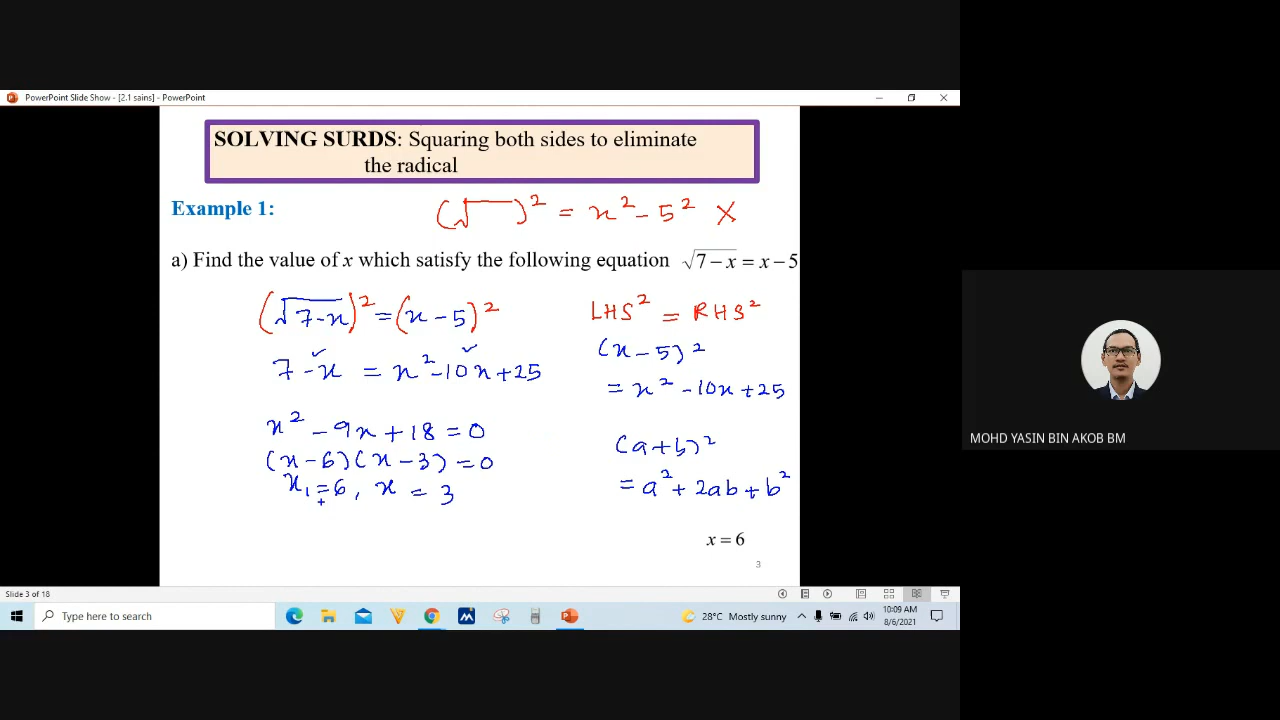 PowerPoint Slide Show - [2.1 sains] - PowerPoint
SOLVING SURDS: Squaring both sides to eliminate
the radical
Example 1:
(√ )² = x² - 5² X
a) Find the value of x which satisfy the following equation √7 − x = x − 5
(√7-x)² = (x - 5)²
LHS² = RHS²
(x - 5)²
7 - x = x² - 10x + 25
= x² - 10x + 25
x² - 9x + 18 = 0
(a + b)²
(x - 6)(x - 3) = 0
= a² + 2ab + b²
x₁ = 6, x = 3
x = 6
3
MOHD YASIN BIN AKOB BM
Slide 3 of 18
Type here to search
28°C Mostly sunny
10:09 AM
8/6/2021